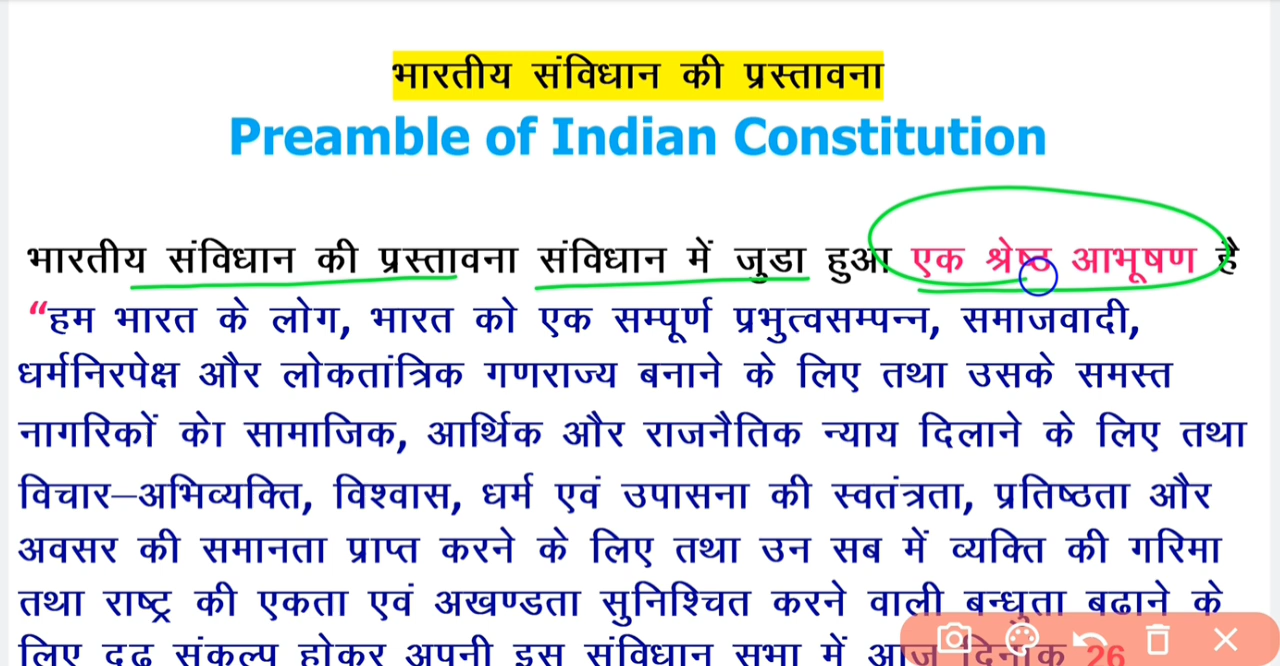 भारतीय संविधान की प्रस्तावना
Preamble of Indian Constitution
भारतीय संविधान की प्रस्तावना संविधान में जुडा हुआ एक श्रेष्ठ आभूषण है
“हम भारत के लोग, भारत को एक सम्पूर्ण प्रभुत्वसम्पन्न, समाजवादी,
धर्मनिरपेक्ष और लोकतांत्रिक गणराज्य बनाने के लिए तथा उसके समस्त
नागरिकों केा सामाजिक, आर्थिक और राजनैतिक न्याय दिलाने के लिए तथा
विचार–अभिव्यक्ति, विश्वास, धर्म एवं उपासना की स्वतंत्रता, प्रतिष्ठता और
अवसर की समानता प्राप्त करने के लिए तथा उन सब में व्यक्ति की गरिमा
तथा राष्ट्र की एकता एवं अखण्डता सुनिश्चित करने वाली बन्धुता बढाने के
लिए दृढ संकल्प होकर अपनी इस संविधान सभा में आज दिनांक 26